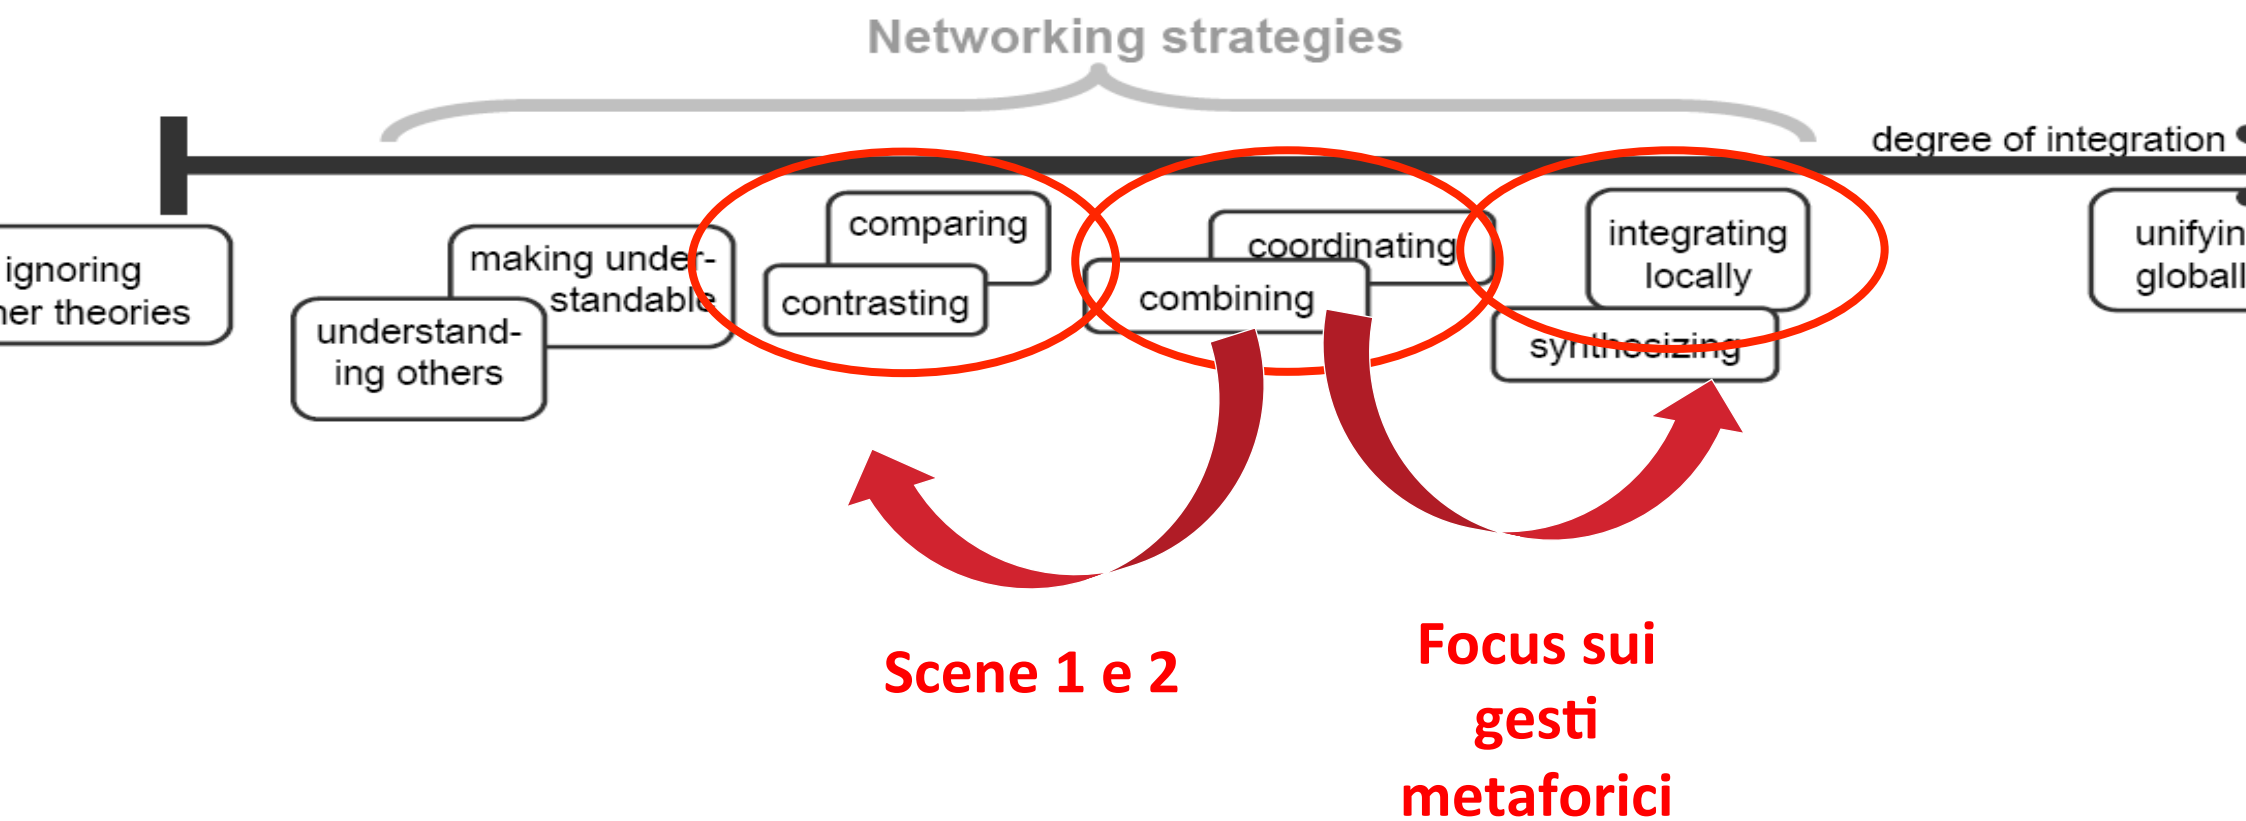 Networking strategies
degree of integration
ignoring
ner theories
understand-
ing others
making under-
standable
comparing
contrasting
coordinating
combining
integrating
locally
synthesizing
unifyin
globall
Scene 1 e 2
Focus sui
gesti
metaforici